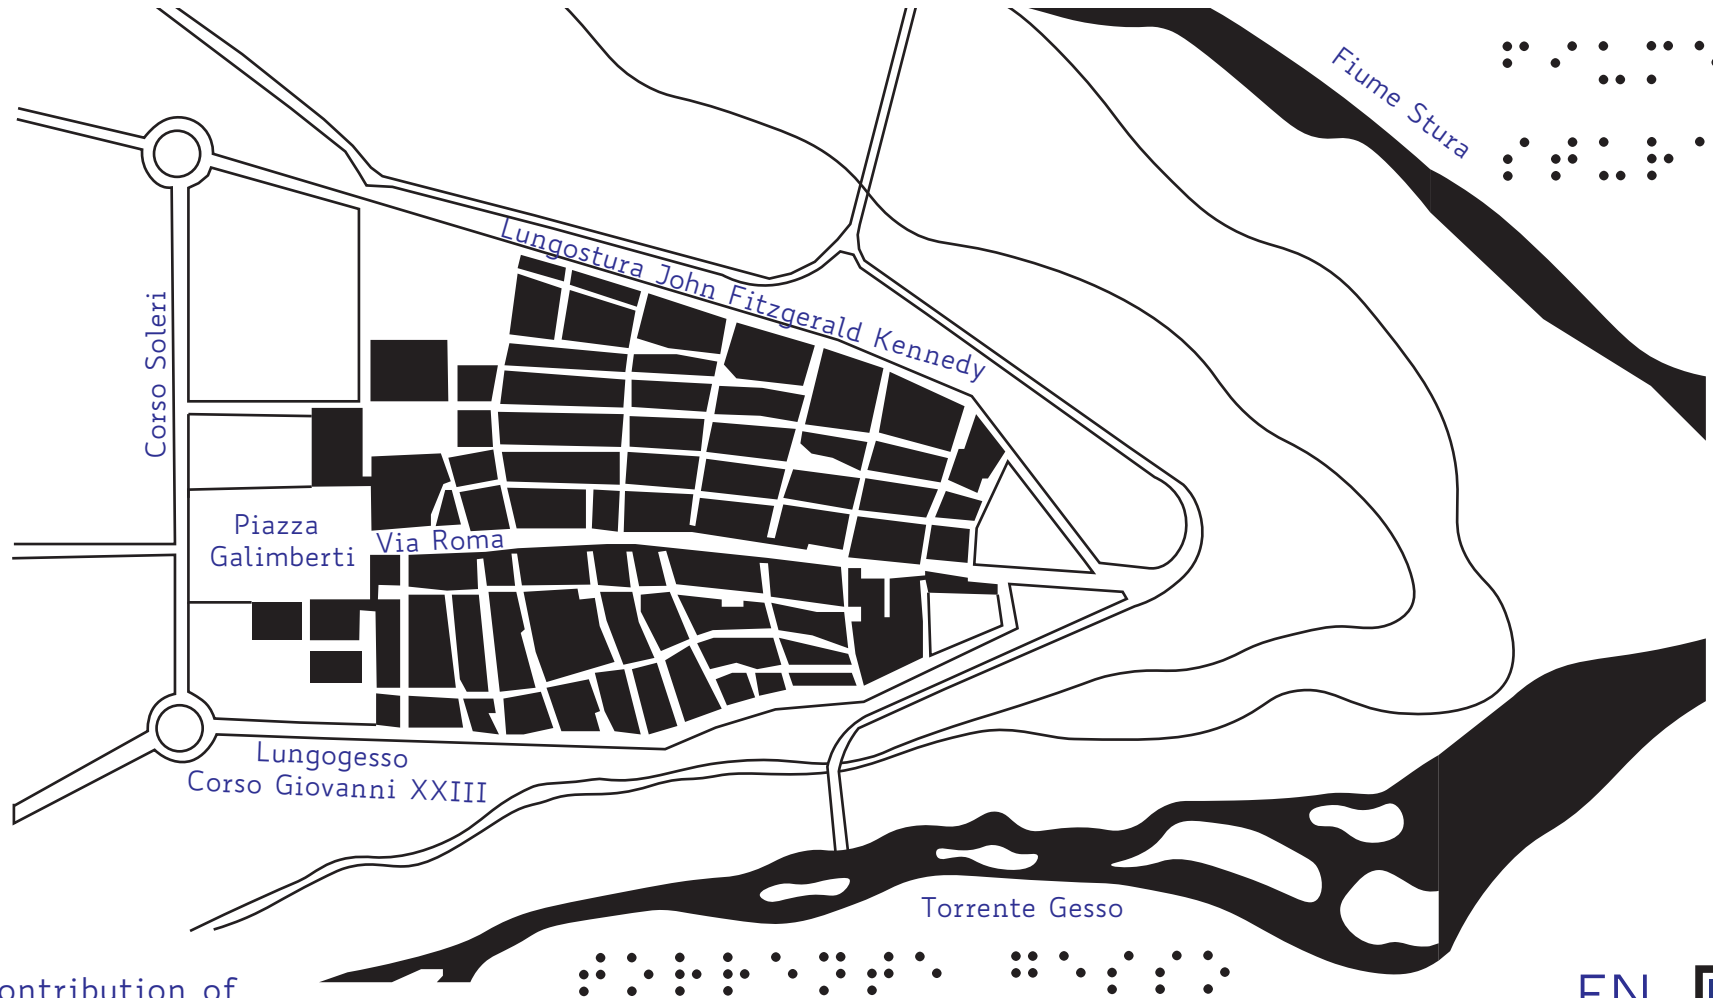 Fiume Stura
⠋⠊⠥⠍⠑
⠎⠞⠥⠗⠁
Lungostura John Fitzgerald Kennedy
Corso Soleri
Piazza
Galimberti
Via Roma
Lungogesso
Corso Giovanni XXIII
Torrente Gesso
⠞⠕⠗⠗⠑⠝⠞⠑ ⠛⠑⠎⠎⠕
ontribution of
EN